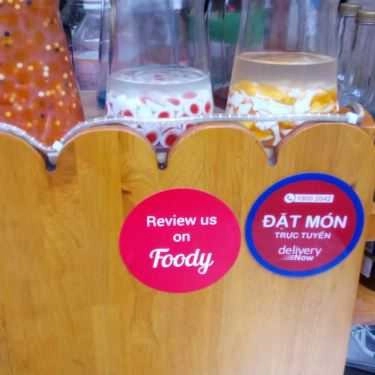 Review us
on
Foody
1900 2042
ĐẶT MÓN
TRỰC TUYẾN
delivery
Now